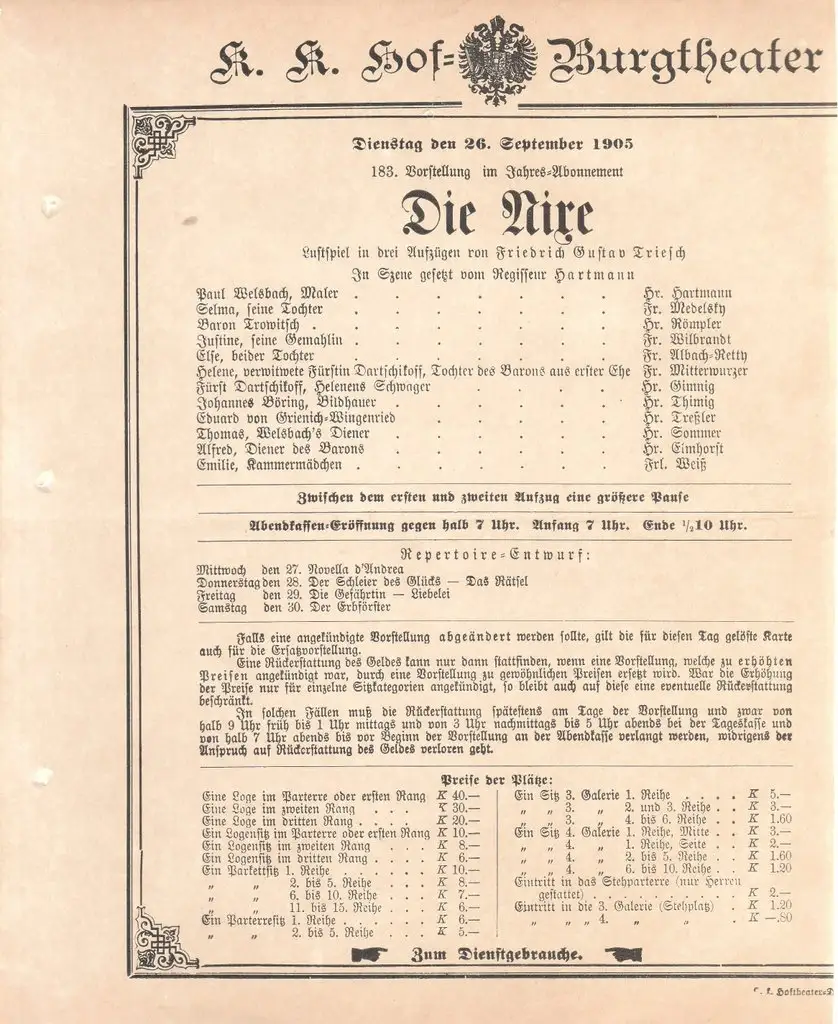 K. K. Hof-Burgtheater
Dienstag den 26. September 1905
183. Vorstellung im Jahres-Abonnement
Die Nixe
Lustspiel in drei Aufzügen von Friedrich Gustav Triesch
In Szene gesetzt vom Regisseur Hartmann
Paul Welsbach, Maler . . . . . . . Hr. Hartmann
Selma, seine Tochter . . . . . . . Fr. Medelsky
Baron Trowitsch . . . . . . . . Hr. Römpler
Justine, seine Gemahlin . . . . . . . Fr. Wilbrandt
Else, beider Tochter . . . . . . . Fr. Albach-Retty
Helene, verwitwete Fürstin Dartschikoff, Tochter des Barons aus erster Ehe Fr. Mitterwurzer
Fürst Dartschikoff, Helenens Schwager . . . . Hr. Gimnig
Johannes Böring, Bildhauer . . . . . . Hr. Thimig
Eduard von Grienich-Wingenried . . . . . Hr. Treßler
Thomas, Welsbach's Diener . . . . . . Hr. Sommer
Alfred, Diener des Barons . . . . . . Hr. Elmhorst
Emilie, Kammermädchen . . . . . . . Frl. Weiß
Zwischen dem ersten und zweiten Aufzug eine größere Pause
Abendkassen-Eröffnung gegen halb 7 Uhr. Anfang 7 Uhr. Ende 1/2 10 Uhr.
Repertoire-Entwurf:
Mittwoch den 27. Novella d'Andrea
Donnerstag den 28. Der Schleier des Glücks — Das Rätsel
Freitag den 29. Die Gefährtin — Liebelei
Samstag den 30. Der Erbförster
Falls eine angekündigte Vorstellung abgeändert werden sollte, gilt die für diesen Tag gelöste Karte
auch für die Ersatzvorstellung.
Eine Rückerstattung des Geldes kann nur dann stattfinden, wenn eine Vorstellung, welche zu erhöhten
Preisen angekündigt war, durch eine Vorstellung zu gewöhnlichen Preisen ersetzt wird. War die Erhöhung
der Preise nur für einzelne Sitzkategorien angekündigt, so bleibt auch auf diese eine eventuelle Rückerstattung
beschränkt.
In solchen Fällen muß die Rückerstattung spätestens am Tage der Vorstellung und zwar von
halb 9 Uhr früh bis 1 Uhr mittags und von 3 Uhr nachmittags bis 5 Uhr abends bei der Tageskasse und
von halb 7 Uhr abends bis vor Beginn der Vorstellung an der Abendkasse verlangt werden, widrigens der
Anspruch auf Rückerstattung des Geldes verloren geht.
Preise der Plätze:
Eine Loge im Parterre oder ersten Rang K 40.—
Eine Loge im zweiten Rang . . . K 30.—
Eine Loge im dritten Rang . . . . K 20.—
Ein Logensitz im Parterre oder ersten Rang K 10.—
Ein Logensitz im zweiten Rang . . . K 8.—
Ein Logensitz im dritten Rang . . . . K 6.—
Ein Parkettsitz 1. Reihe . . . . . K 10.—
„ „ 2. bis 5. Reihe . . . K 8.—
„ „ 6. bis 10. Reihe . . . K 7.—
„ „ 11. bis 15. Reihe . . . K 6.—
Ein Parterresitz 1. Reihe . . . . . K 6.—
„ „ 2. bis 5. Reihe . . . K 5.—
Ein Sitz 3. Galerie 1. Reihe . . . . K 5.—
„ „ 3. „ 2. und 3. Reihe . . K 3.—
„ „ 3. „ 4. bis 6. Reihe . . K 1.60
Ein Sitz 4. Galerie 1. Reihe, Mitte . . K 3.—
„ „ 4. „ 1. Reihe, Seite . . K 2.—
„ „ 4. „ 2. bis 5. Reihe . . K 1.60
„ „ 4. „ 6. bis 10. Reihe . . K 1.20
Eintritt in das Stehparterre (nur Herren
gestattet) . . . . . . . . K 2.—
Eintritt in die 3. Galerie (Stehplatz) . K 1.20
„ „ „ 4. „ „ . K —.80
Zum Dienstgebrauche.
K. k. Hoftheater-D